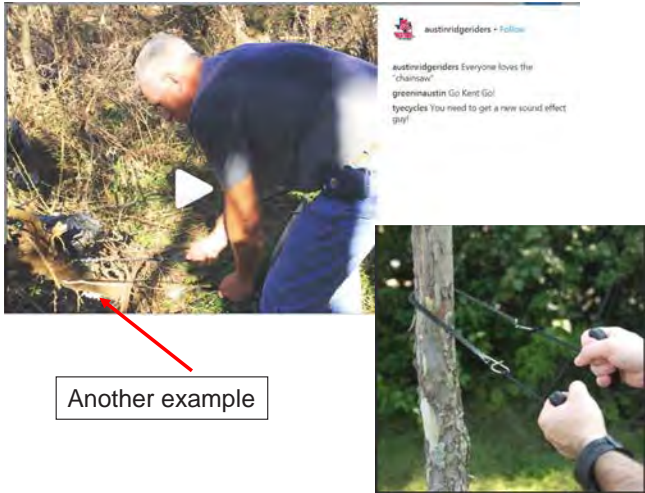 austinridgeriders • Follow
austinridgeriders Everyone loves the
"chainsaw"
greeninaustin Go Kent Go!
tyecycles You need to get a new sound effect
guy!
Another example